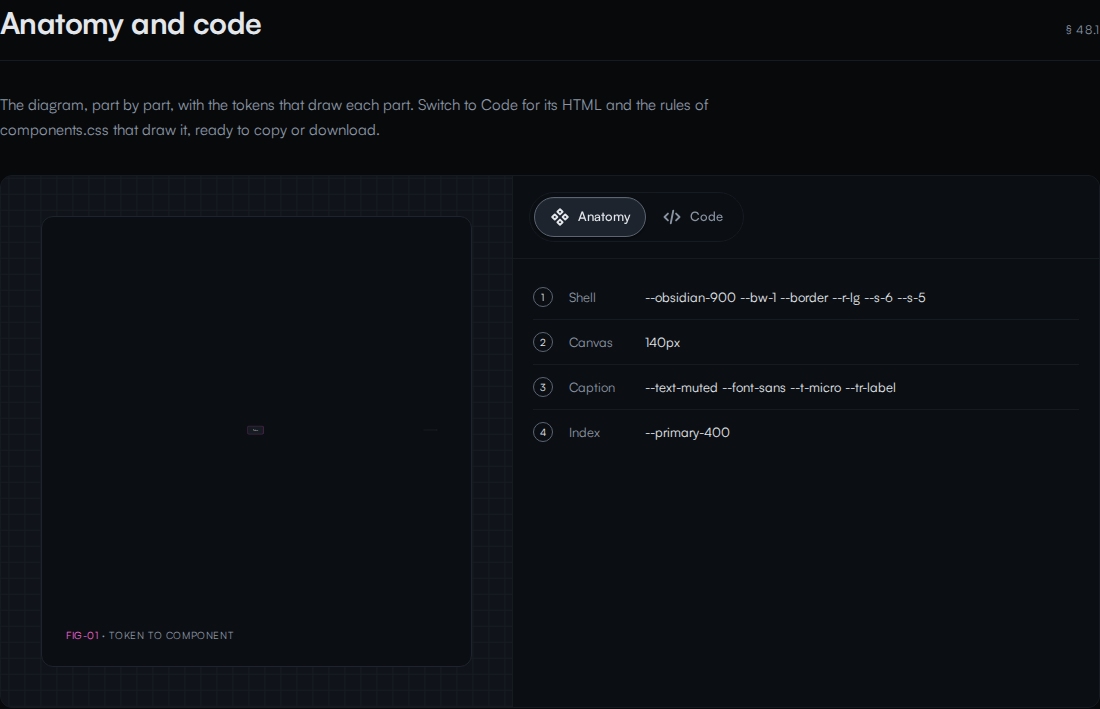 Anatomy and code
§ 48.1
The diagram, part by part, with the tokens that draw each part. Switch to Code for its HTML and the rules of
components.css that draw it, ready to copy or download.
Anatomy
Code
1 Shell --obsidian-900 --bw-1 --border --r-lg --s-6 --s-5
2 Canvas 140px
3 Caption --text-muted --font-sans --t-micro --tr-label
4 Index --primary-400
FIG-01 · TOKEN TO COMPONENT